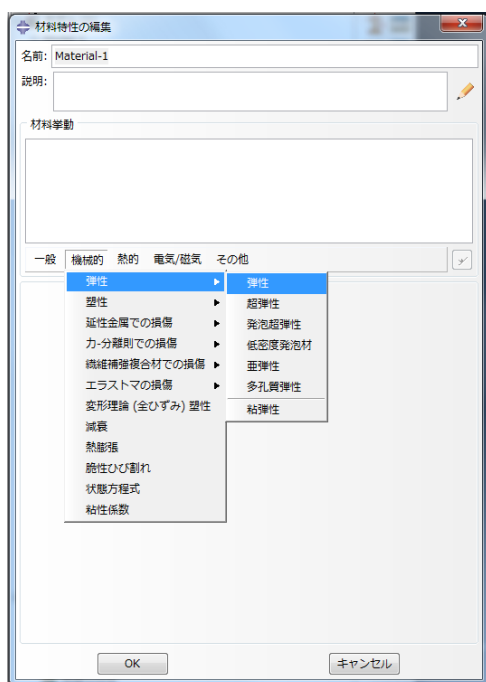 材料特性の編集
名前: Material-1
説明:
材料挙動
一般 機械的 熱的 電気/磁気 その他
弾性
塑性
延性金属での損傷
力-分離則での損傷
繊維補強複合材での損傷
エラストマの損傷
変形理論 (全ひずみ) 塑性
減衰
熱膨張
脆性ひび割れ
状態方程式
粘性係数
弾性
超弾性
発泡超弾性
低密度発泡材
亜弾性
多孔質弾性
粘弾性
OK キャンセル